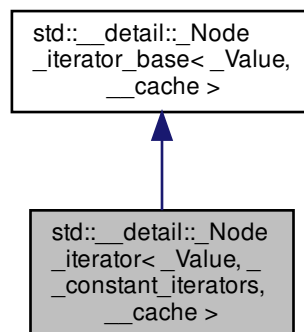 std::__detail::_Node
_iterator_base< _Value,
__cache >
std::__detail::_Node
_iterator< _Value, _
_constant_iterators,
__cache >